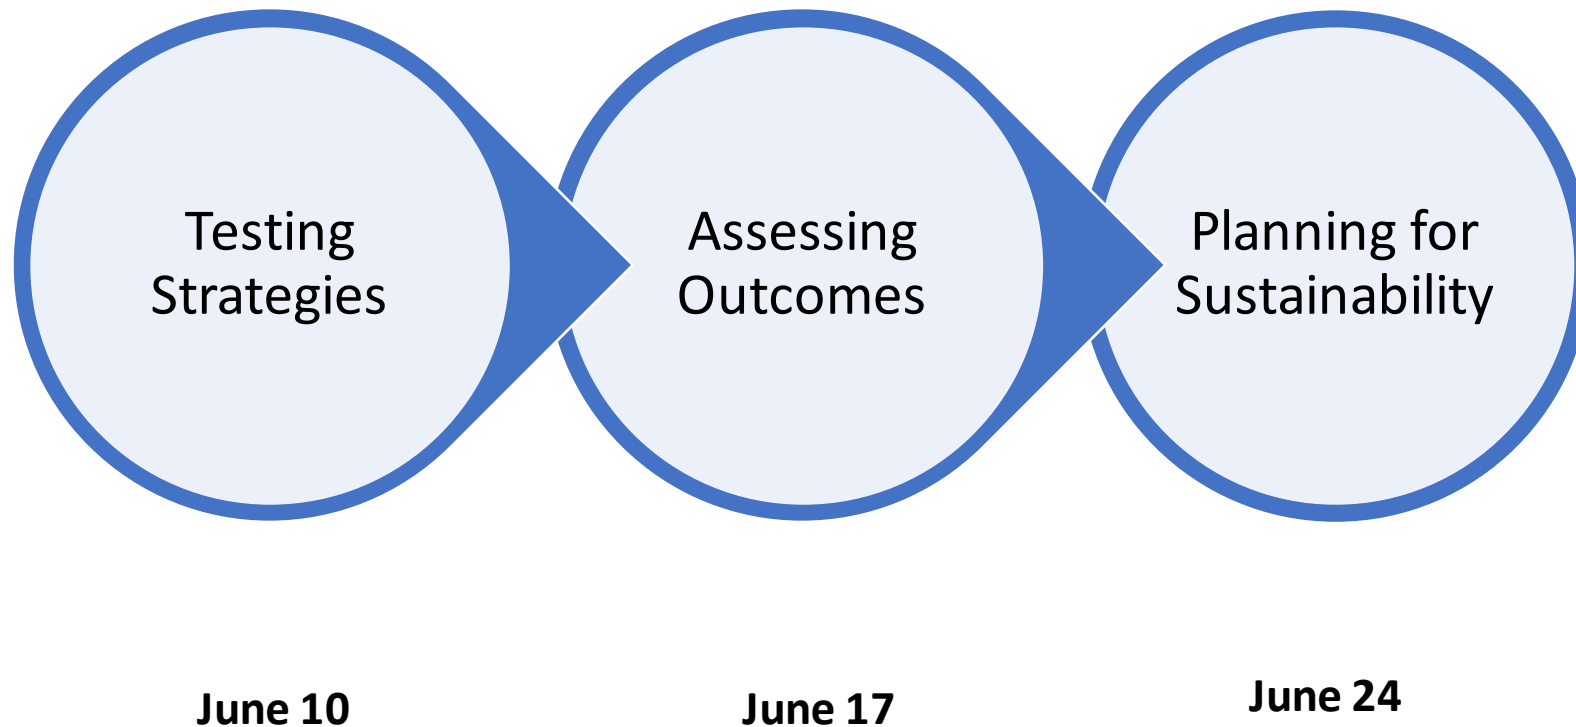 Testing
Strategies
Assessing
Outcomes
Planning for
Sustainability
June 10
June 17
June 24